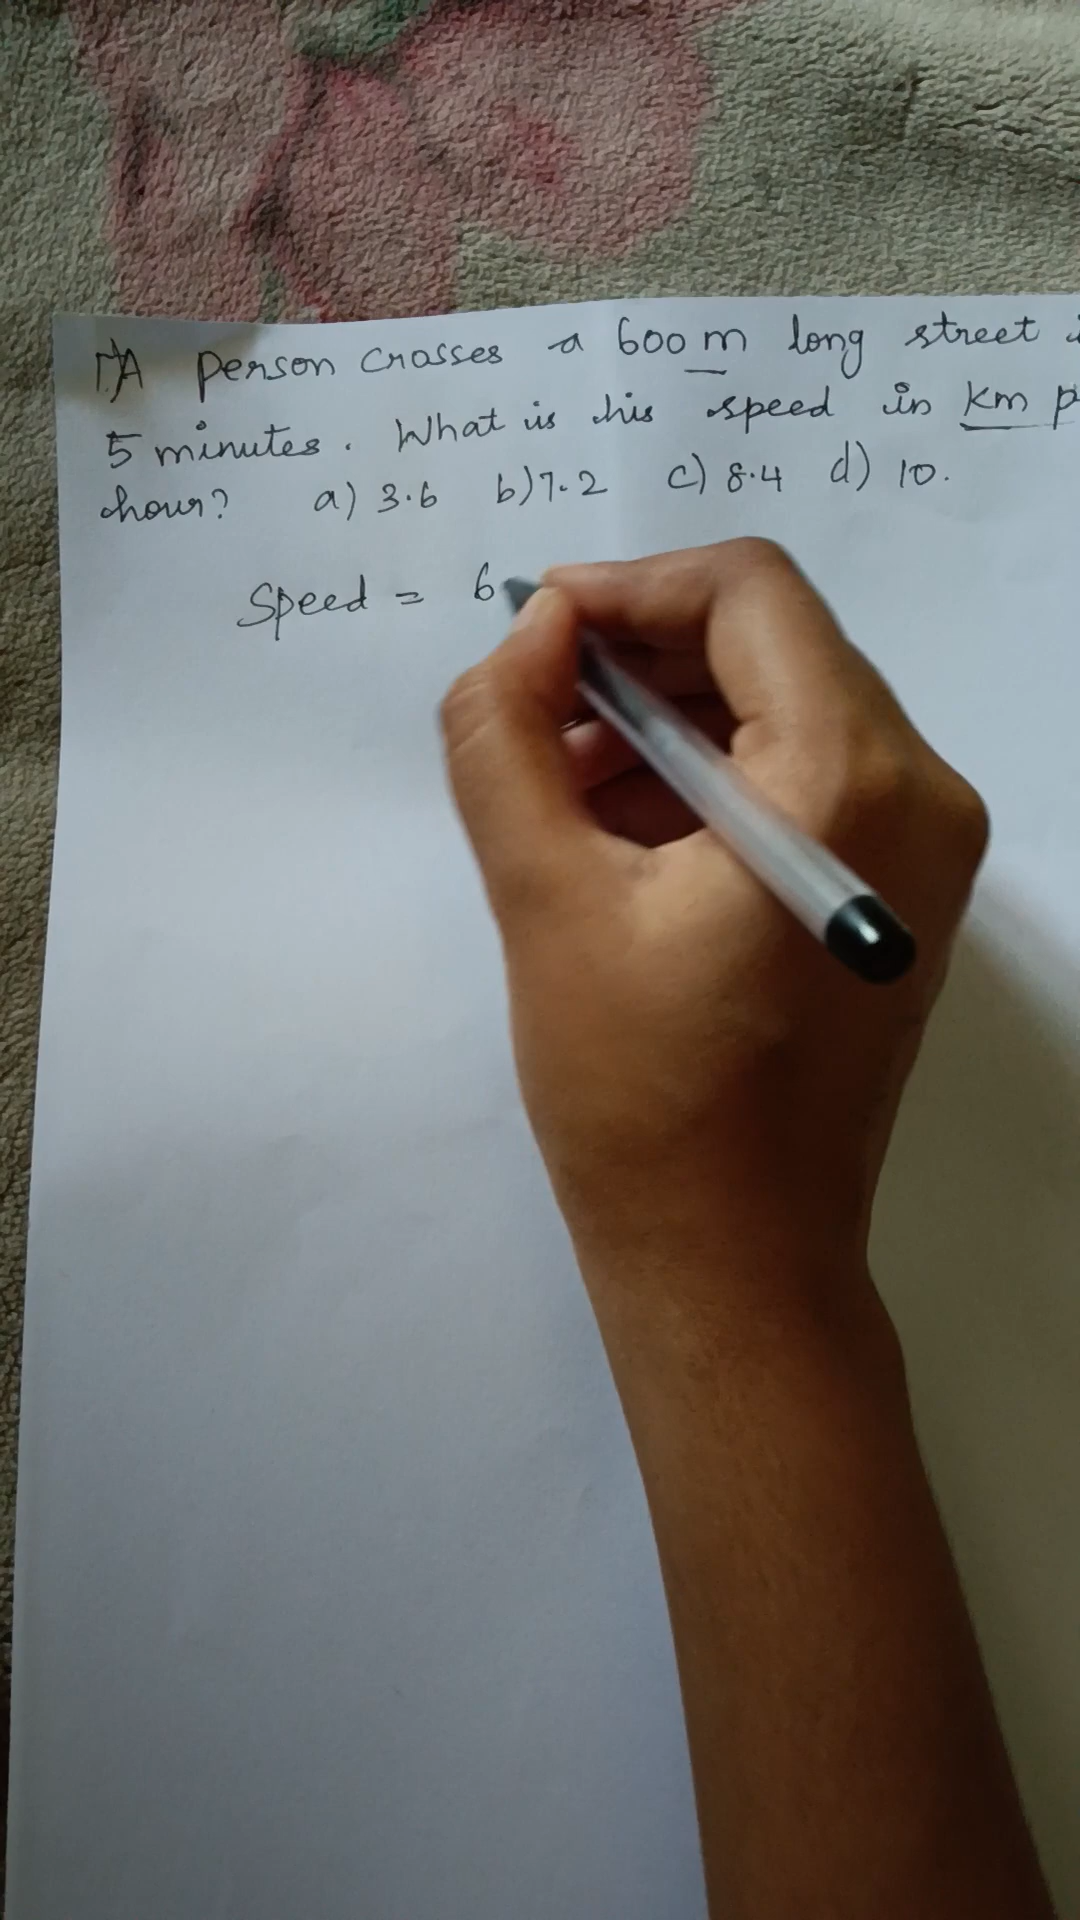 1) A person crosses a 600 m long street
5 minutes. What is his speed in km
hour? a) 3.6 b) 7.2 c) 8.4 d) 10.
Speed = 6